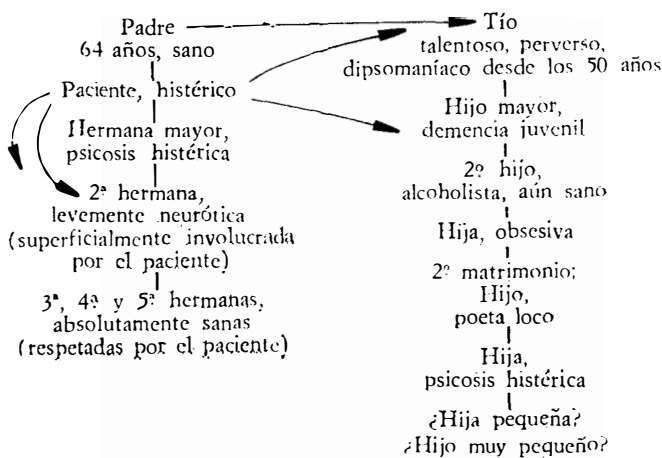 Padre
64 años, sano
Paciente, histérico
Hermana mayor,
psicosis histérica
2ª hermana,
levemente neurótica
(superficialmente involucrada
por el paciente)
3ª, 4ª y 5ª hermanas,
absolutamente sanas
(respetadas por el paciente)
Tío
talentoso, perverso,
dipsomaníaco desde los 50 años
Hijo mayor,
demencia juvenil
2º hijo,
alcoholista, aún sano
Hija, obsesiva
2º matrimonio;
Hijo,
poeta loco
Hija,
psicosis histérica
¿Hija pequeña?
¿Hijo muy pequeño?